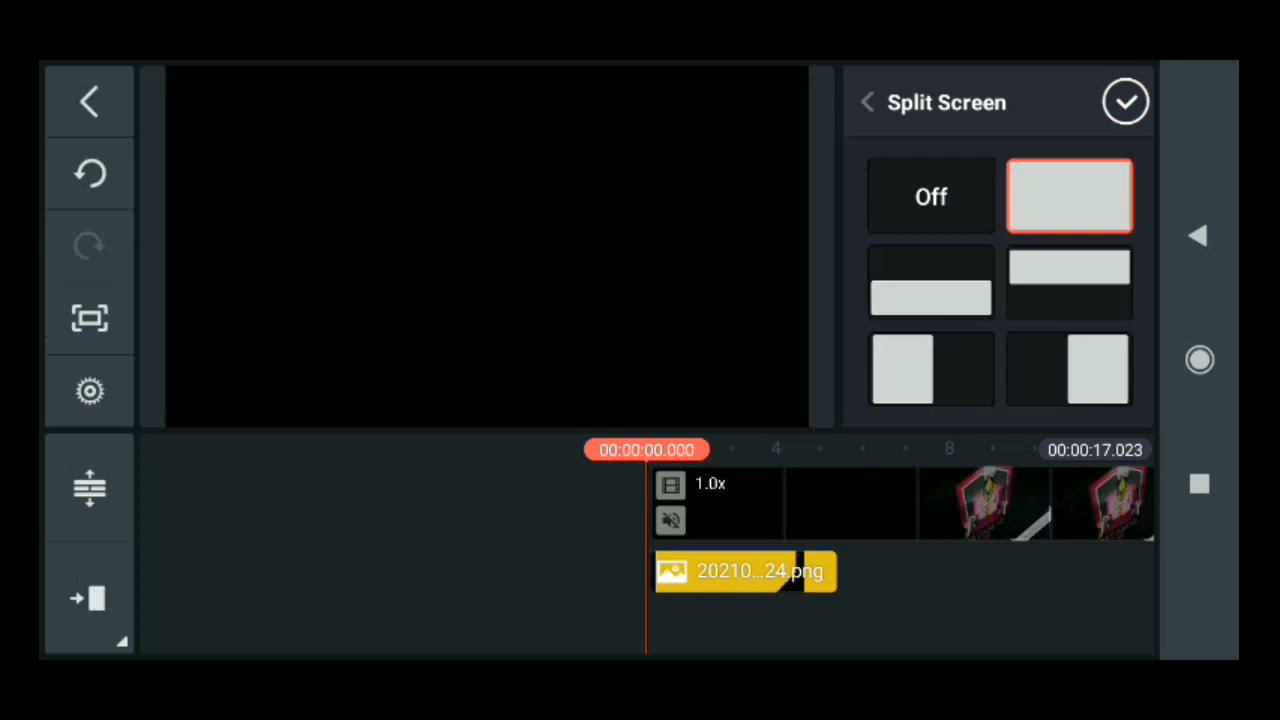 Split Screen
Off
00:00:00.000
4
8
00:00:17.023
1.0x
20210...24.png